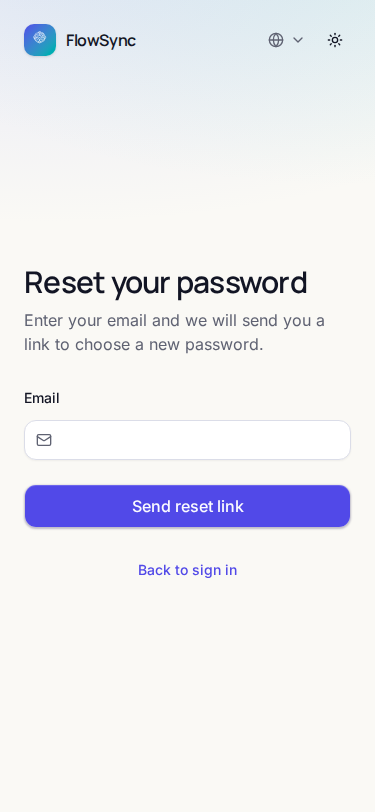 FlowSync
Reset your password
Enter your email and we will send you a
link to choose a new password.
Email
Send reset link
Back to sign in